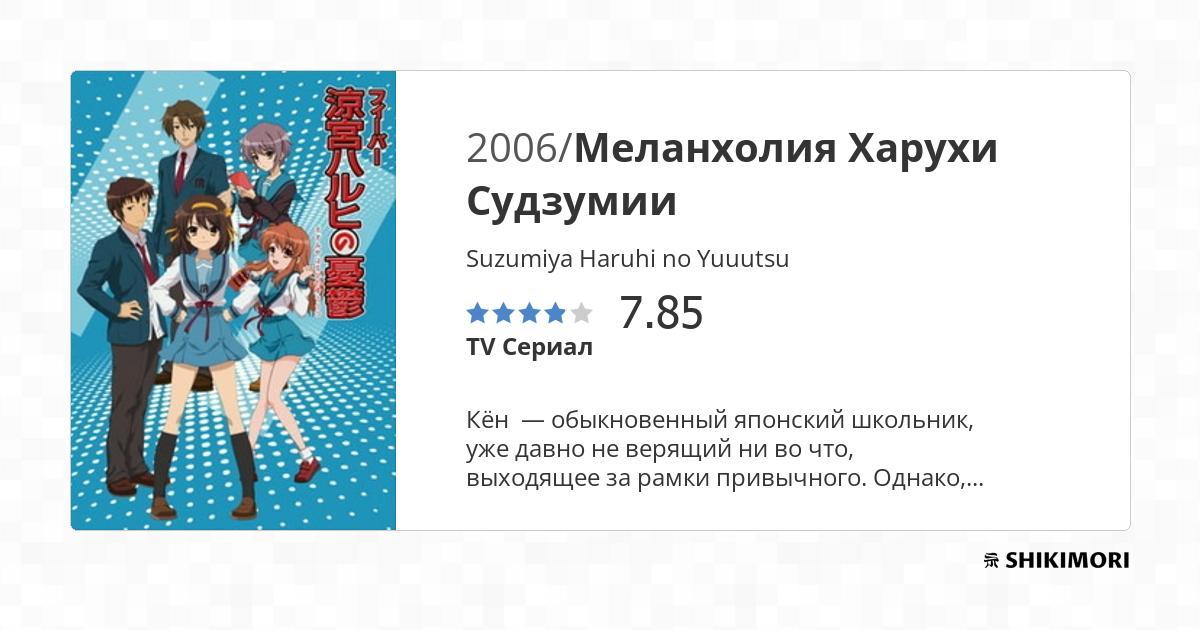 フィーバー
涼宮ハルヒの憂鬱
2006/Меланхолия Харухи
Судзумии
Suzumiya Haruhi no Yuuutsu
7.85
TV Сериал
Кён — обыкновенный японский школьник,
уже давно не верящий ни во что,
выходящее за рамки привычного. Однако,...
SHIKIMORI